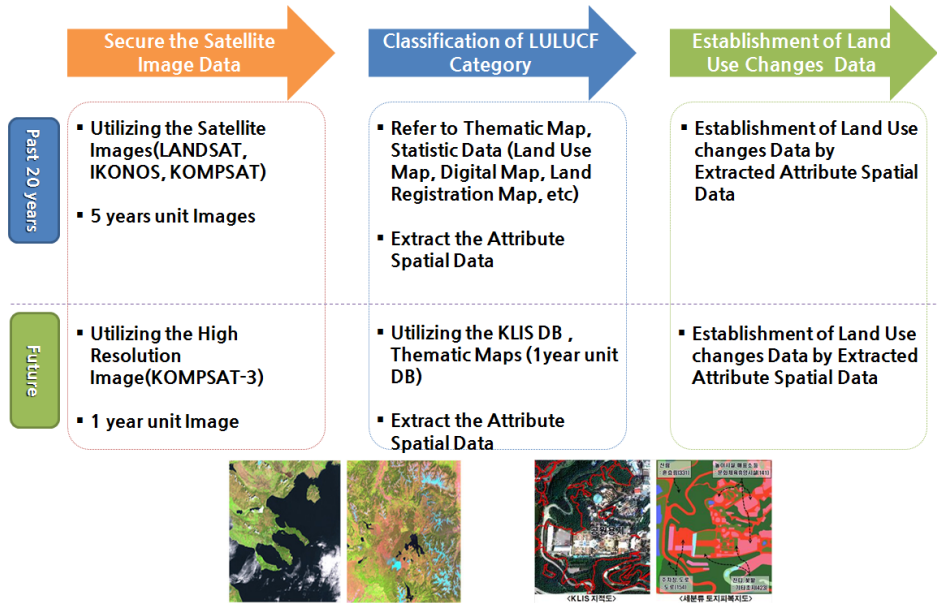 Secure the Satellite
Image Data
Classification of LULUCF
Category
Establishment of Land
Use Changes Data
Past 20 years
▪ Utilizing the Satellite
Images(LANDSAT,
IKONOS, KOMPSAT)
▪ 5 years unit Images
▪ Refer to Thematic Map,
Statistic Data (Land Use
Map, Digital Map, Land
Registration Map, etc)
▪ Extract the Attribute
Spatial Data
▪ Establishment of Land Use
changes Data by
Extracted Attribute Spatial
Data
Future
▪ Utilizing the High
Resolution
Image(KOMPSAT-3)
▪ 1 year unit Image
▪ Utilizing the KLIS DB ,
Thematic Maps (1year unit
DB)
▪ Extract the Attribute
Spatial Data
▪ Establishment of Land Use
changes Data by Extracted
Attribute Spatial Data
산림
<KLIS 지적도>
<세분류 토지피복지도>